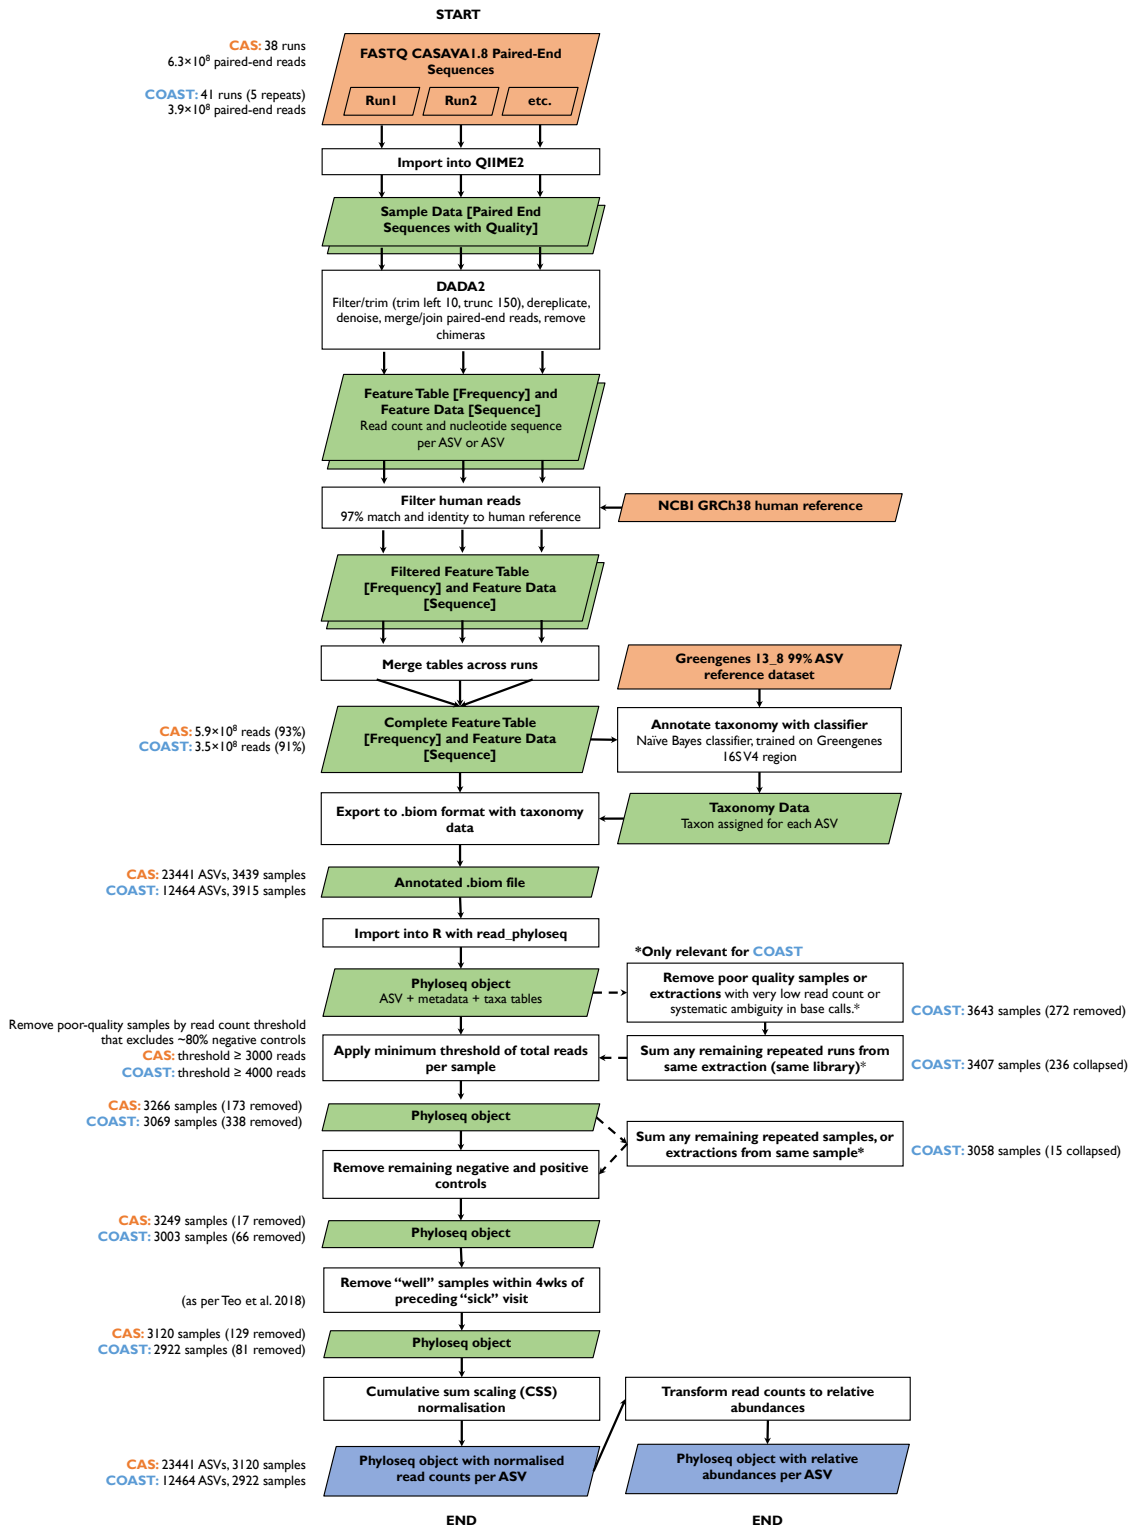 START
CAS: 38 runs
6.3×10⁸ paired-end reads
COAST: 41 runs (5 repeats)
3.9×10⁸ paired-end reads
FASTQ CASAVA1.8 Paired-End
Sequences
Run1
Run2
etc.
Import into QIIME2
Sample Data [Paired End
Sequences with Quality]
DADA2
Filter/trim (trim left 10, trunc 150), dereplicate,
denoise, merge/join paired-end reads, remove
chimeras
Feature Table [Frequency] and
Feature Data [Sequence]
Read count and nucleotide sequence
per ASV or ASV
Filter human reads
97% match and identity to human reference
NCBI GRCh38 human reference
Filtered Feature Table
[Frequency] and Feature Data
[Sequence]
Merge tables across runs
Greengenes 13_8 99% ASV
reference dataset
CAS: 5.9×10⁸ reads (93%)
COAST: 3.5×10⁸ reads (91%)
Complete Feature Table
[Frequency] and Feature Data
[Sequence]
Annotate taxonomy with classifier
Naïve Bayes classifier, trained on Greengenes
16S V4 region
Export to .biom format with taxonomy
data
Taxonomy Data
Taxon assigned for each ASV
CAS: 23441 ASVs, 3439 samples
COAST: 12464 ASVs, 3915 samples
Annotated .biom file
Import into R with read_phyloseq
*Only relevant for COAST
Phyloseq object
ASV + metadata + taxa tables
Remove poor quality samples or
extractions with very low read count or
systematic ambiguity in base calls.*
COAST: 3643 samples (272 removed)
Remove poor-quality samples by read count threshold
that excludes ~80% negative controls
CAS: threshold ≥ 3000 reads
COAST: threshold ≥ 4000 reads
Apply minimum threshold of total reads
per sample
Sum any remaining repeated runs from
same extraction (same library)*
COAST: 3407 samples (236 collapsed)
CAS: 3266 samples (173 removed)
COAST: 3069 samples (338 removed)
Phyloseq object
Sum any remaining repeated samples, or
extractions from same sample*
COAST: 3058 samples (15 collapsed)
Remove remaining negative and positive
controls
CAS: 3249 samples (17 removed)
COAST: 3003 samples (66 removed)
Phyloseq object
Remove “well” samples within 4wks of
preceding “sick” visit
(as per Teo et al. 2018)
CAS: 3120 samples (129 removed)
COAST: 2922 samples (81 removed)
Phyloseq object
Cumulative sum scaling (CSS)
normalisation
Transform read counts to relative
abundances
CAS: 23441 ASVs, 3120 samples
COAST: 12464 ASVs, 2922 samples
Phyloseq object with normalised
read counts per ASV
Phyloseq object with relative
abundances per ASV
END
END